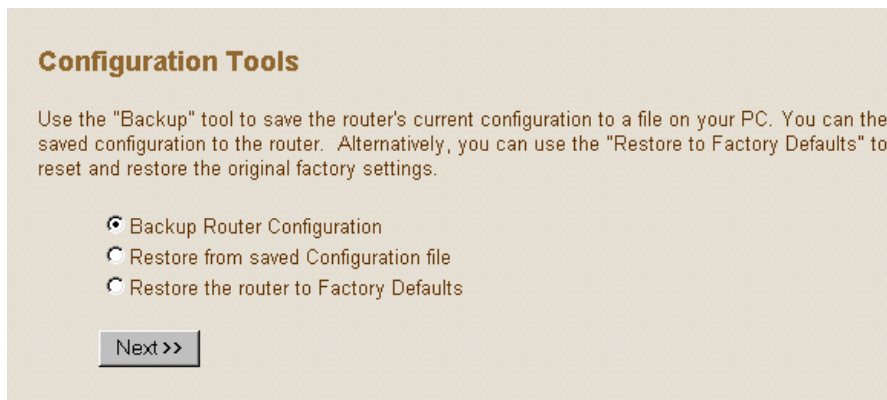 Configuration Tools
Use the "Backup" tool to save the router's current configuration to a file on your PC. You can the
saved configuration to the router. Alternatively, you can use the "Restore to Factory Defaults" to
reset and restore the original factory settings.
Backup Router Configuration
Restore from saved Configuration file
Restore the router to Factory Defaults
Next >>